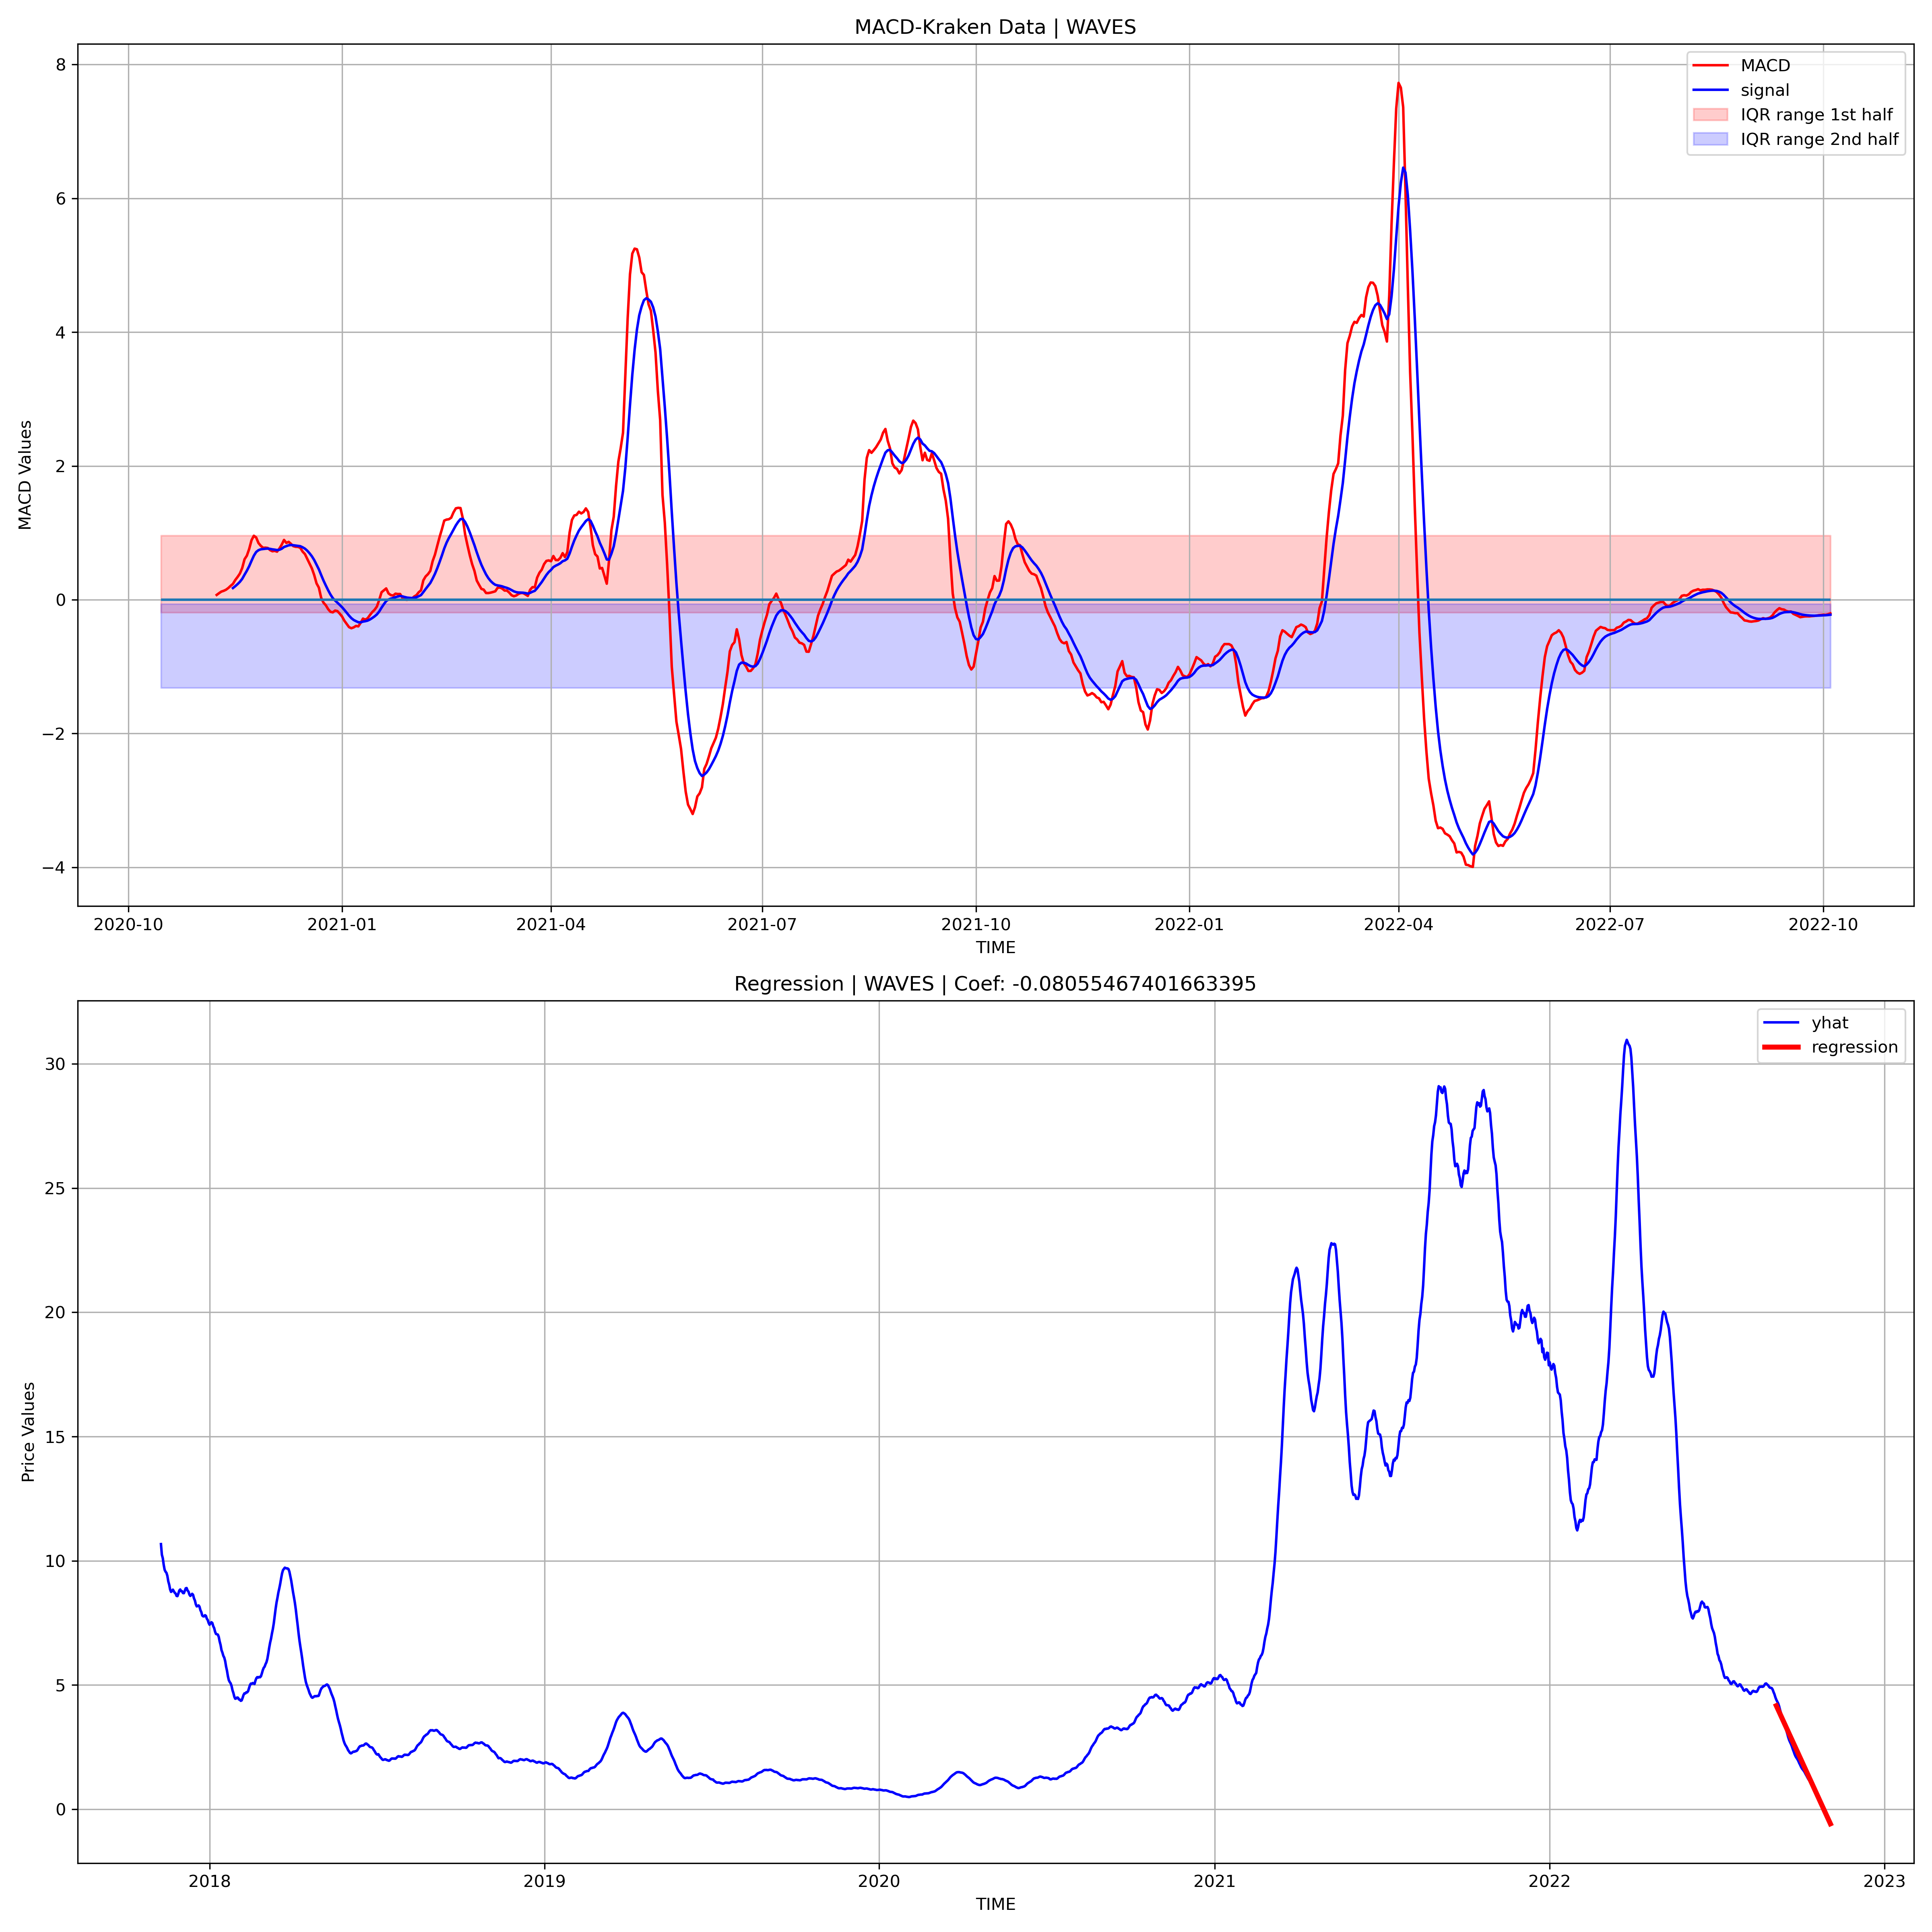 MACD-Kraken Data | WAVES
MACD
signal
IQR range 1st half
IQR range 2nd half
8
6
4
2
0
−2
−4
MACD Values
2020-10 2021-01 2021-04 2021-07 2021-10 2022-01 2022-04 2022-07 2022-10
TIME
Regression | WAVES | Coef: -0.08055467401663395
yhat
regression
30
25
20
15
10
5
0
Price Values
2018 2019 2020 2021 2022 2023
TIME